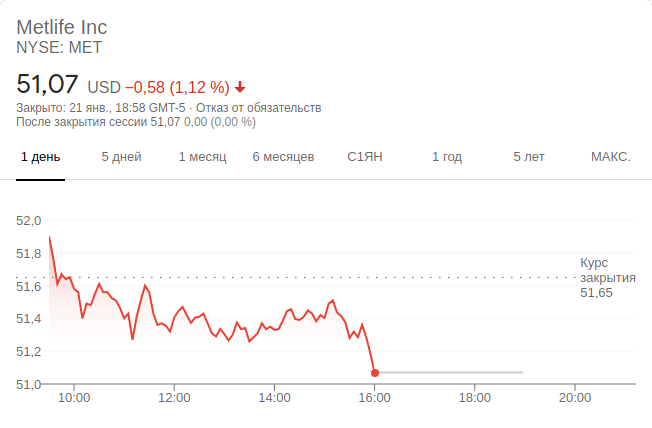 Metlife Inc
NYSE: MET
51,07 USD −0,58 (1,12 %)
Закрыто: 21 янв., 18:58 GMT-5 · Отказ от обязательств
После закрытия сессии 51,07 0,00 (0,00 %)
1 день 5 дней 1 месяц 6 месяцев С1ЯН 1 год 5 лет МАКС.
52,0
51,8
Курс
закрытия
51,65
51,6
51,4
51,2
51,0
10:00 12:00 14:00 16:00 18:00 20:00